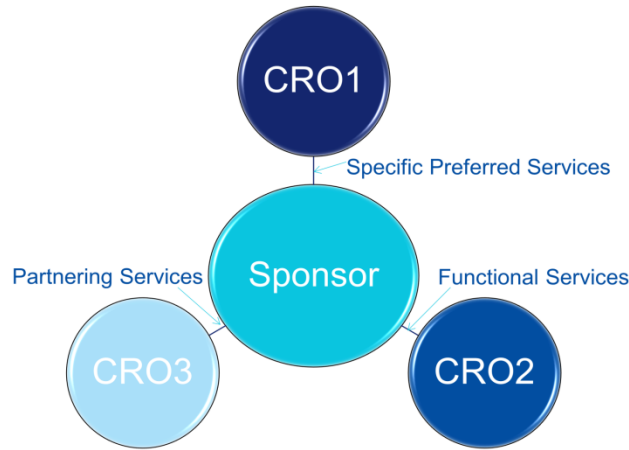 CRO1
Specific Preferred Services
Sponsor
Partnering Services
Functional Services
CRO3
CRO2